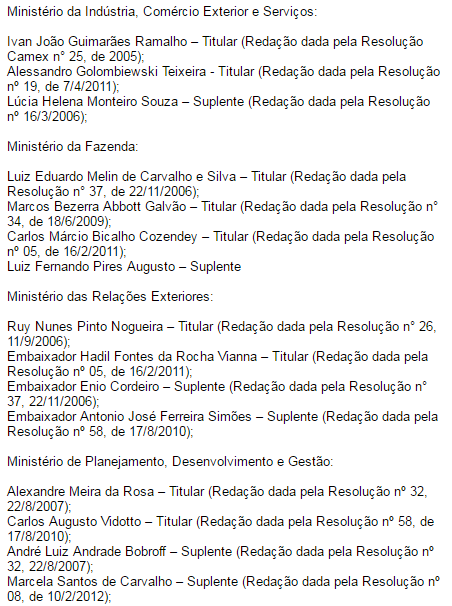 Ministério da Indústria, Comércio Exterior e Serviços:
Ivan João Guimarães Ramalho – Titular (Redação dada pela Resolução
Camex n° 25, de 2005);
Alessandro Golombiewski Teixeira - Titular (Redação dada pela Resolução
nº 19, de 7/4/2011);
Lúcia Helena Monteiro Souza – Suplente (Redação dada pela Resolução
nº 16/3/2006);
Ministério da Fazenda:
Luiz Eduardo Melin de Carvalho e Silva – Titular (Redação dada pela
Resolução n° 37, de 22/11/2006);
Marcos Bezerra Abbott Galvão – Titular (Redação dada pela Resolução n°
34, de 18/6/2009);
Carlos Márcio Bicalho Cozendey – Titular (Redação dada pela Resolução
nº 05, de 16/2/2011);
Luiz Fernando Pires Augusto – Suplente
Ministério das Relações Exteriores:
Ruy Nunes Pinto Nogueira – Titular (Redação dada pela Resolução n° 26,
11/9/2006);
Embaixador Hadil Fontes da Rocha Vianna – Titular (Redação dada pela
Resolução nº 05, de 16/2/2011);
Embaixador Enio Cordeiro – Suplente (Redação dada pela Resolução n°
37, 22/11/2006);
Embaixador Antonio José Ferreira Simões – Suplente (Redação dada pela
Resolução nº 58, de 17/8/2010);
Ministério de Planejamento, Desenvolvimento e Gestão:
Alexandre Meira da Rosa – Titular (Redação dada pela Resolução nº 32,
22/8/2007);
Carlos Augusto Vidotto – Titular (Redação dada pela Resolução nº 58, de
17/8/2010);
André Luiz Andrade Bobroff – Suplente (Redação dada pela Resolução nº
32, 22/8/2007);
Marcela Santos de Carvalho – Suplente (Redação dada pela Resolução nº
08, de 10/2/2012);